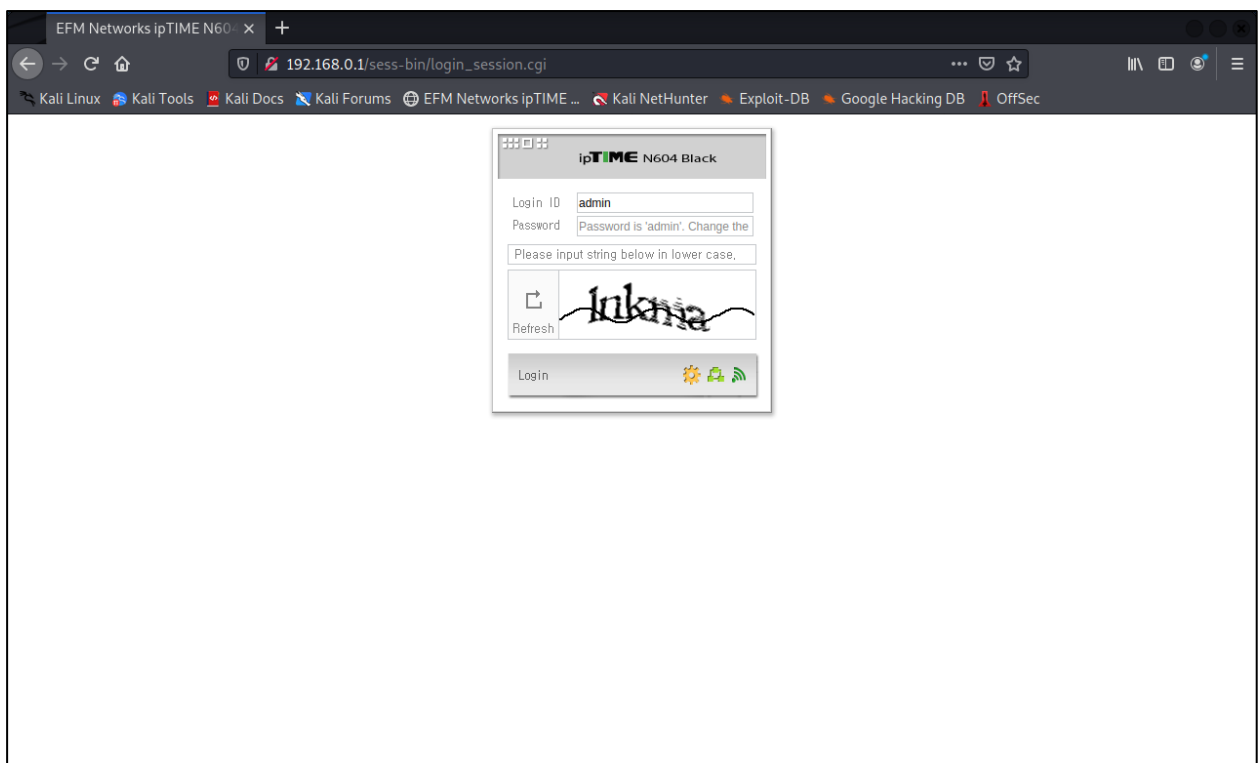 EFM Networks ipTIME N604
192.168.0.1/sess-bin/login_session.cgi
Kali Linux Kali Tools Kali Docs Kali Forums EFM Networks ipTIME … Kali NetHunter Exploit-DB Google Hacking DB OffSec
ipTIME N604 Black
Login ID admin
Password Password is 'admin'. Change the
Please input string below in lower case.
Refresh
Login